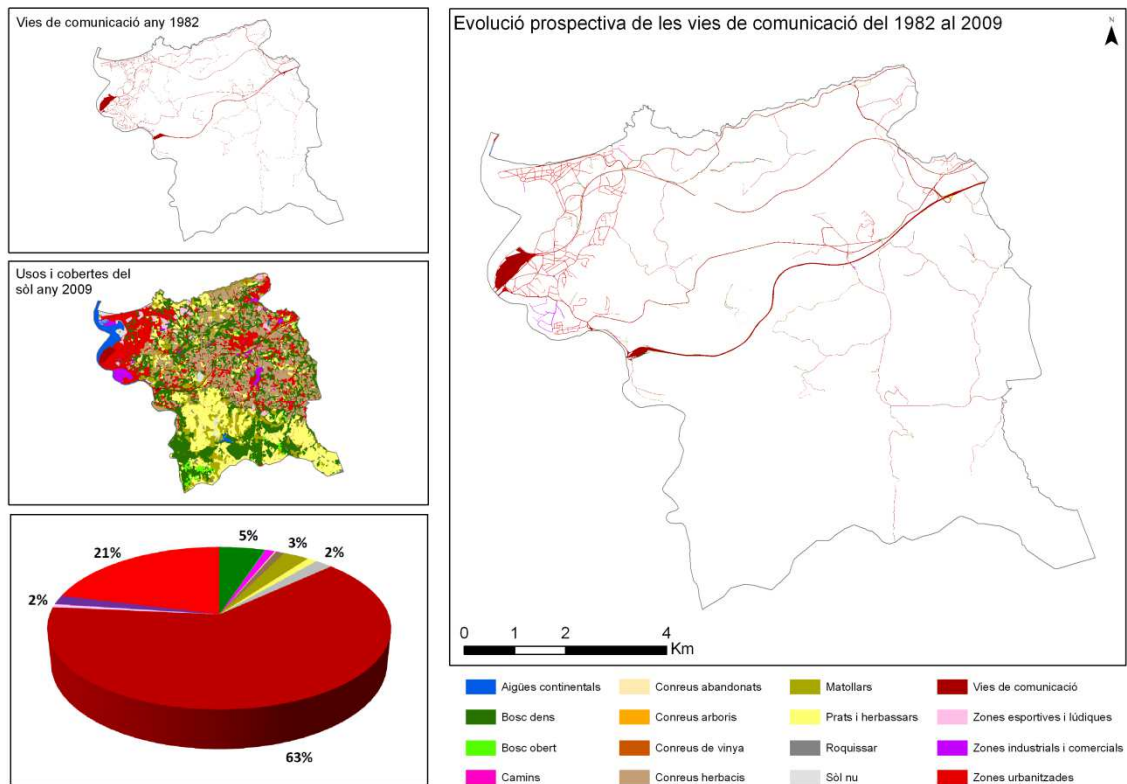 Vies de comunicació any 1982
Usos i cobertes del
sòl any 2009
21%
5%
3%
2%
2%
63%
Evolució prospectiva de les vies de comunicació del 1982 al 2009
N
0 1 2 4
Km
Aigües continentals
Bosc dens
Bosc obert
Camins
Conreus abandonats
Conreus arboris
Conreus de vinya
Conreus herbacis
Matollars
Prats i herbassars
Roquissar
Sòl nu
Vies de comunicació
Zones esportives i lúdiques
Zones industrials i comercials
Zones urbanitzades